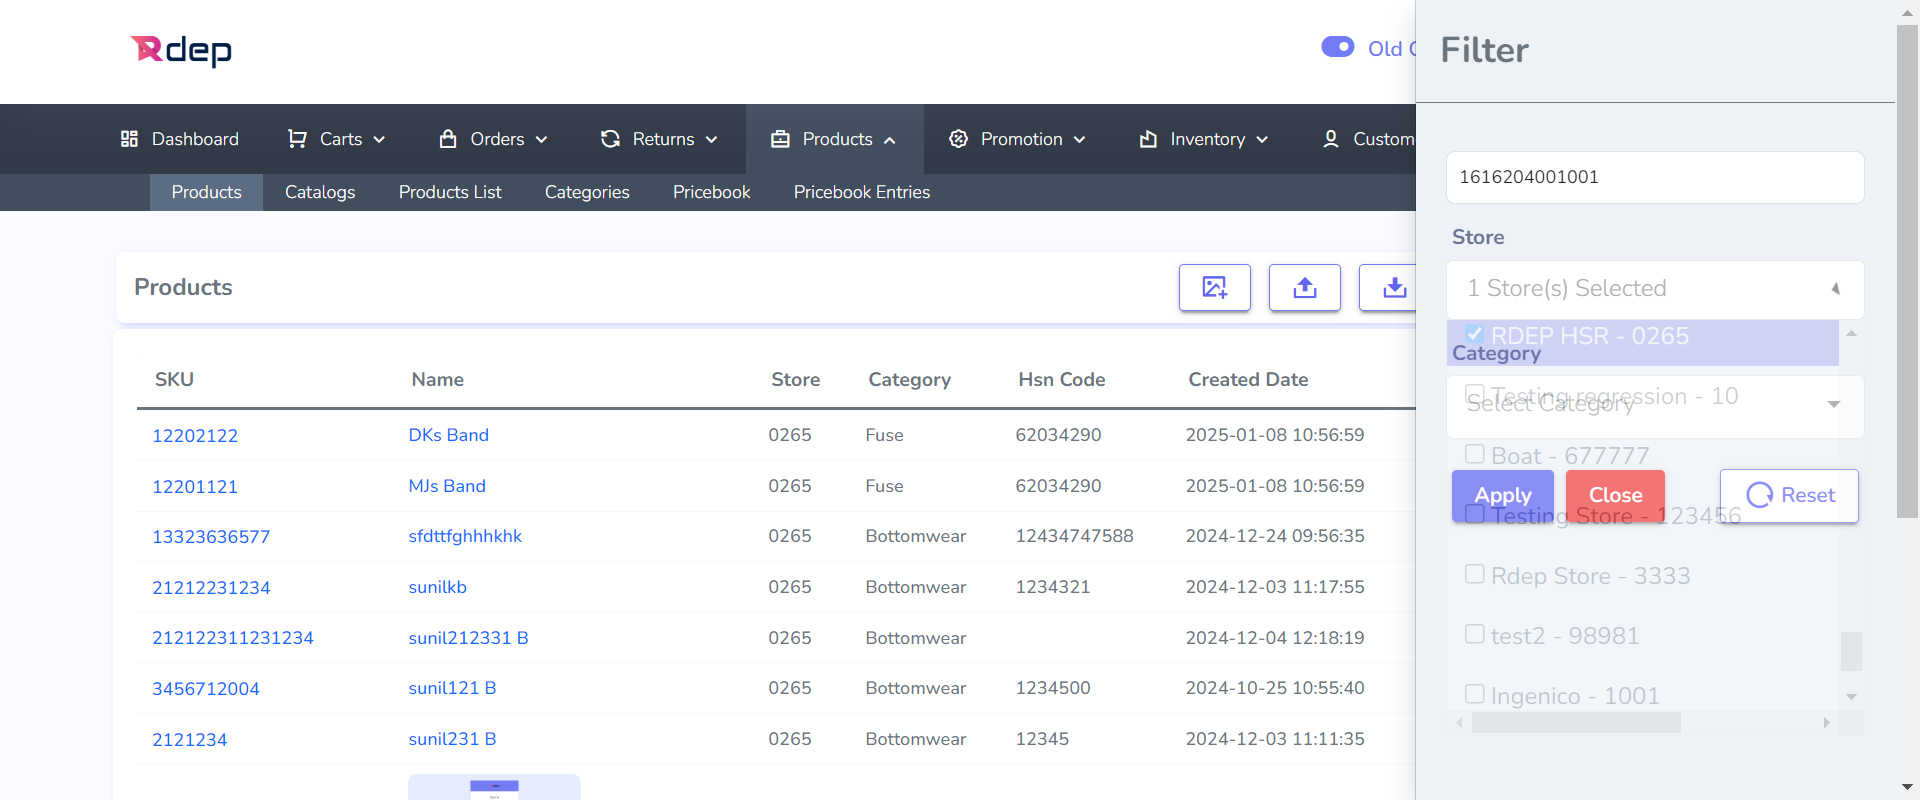 Rdep
Old
Filter
Dashboard Carts Orders Returns Products Promotion Inventory Custom
Products Catalogs Products List Categories Pricebook Pricebook Entries
1616204001001
Store
1 Store(s) Selected
RDEP HSR - 0265
Category
Testing regression - 10
Select Category
Boat - 677777
Apply Close Reset
Testing Store - 123456
Rdep Store - 3333
test2 - 98981
Ingenico - 1001
Products
SKU Name Store Category Hsn Code Created Date
12202122 DKs Band 0265 Fuse 62034290 2025-01-08 10:56:59
12201121 MJs Band 0265 Fuse 62034290 2025-01-08 10:56:59
13323636577 sfdttfghhhkhk 0265 Bottomwear 12434747588 2024-12-24 09:56:35
21212231234 sunilkb 0265 Bottomwear 1234321 2024-12-03 11:17:55
212122311231234 sunil212331 B 0265 Bottomwear 2024-12-04 12:18:19
3456712004 sunil121 B 0265 Bottomwear 1234500 2024-10-25 10:55:40
2121234 sunil231 B 0265 Bottomwear 12345 2024-12-03 11:11:35